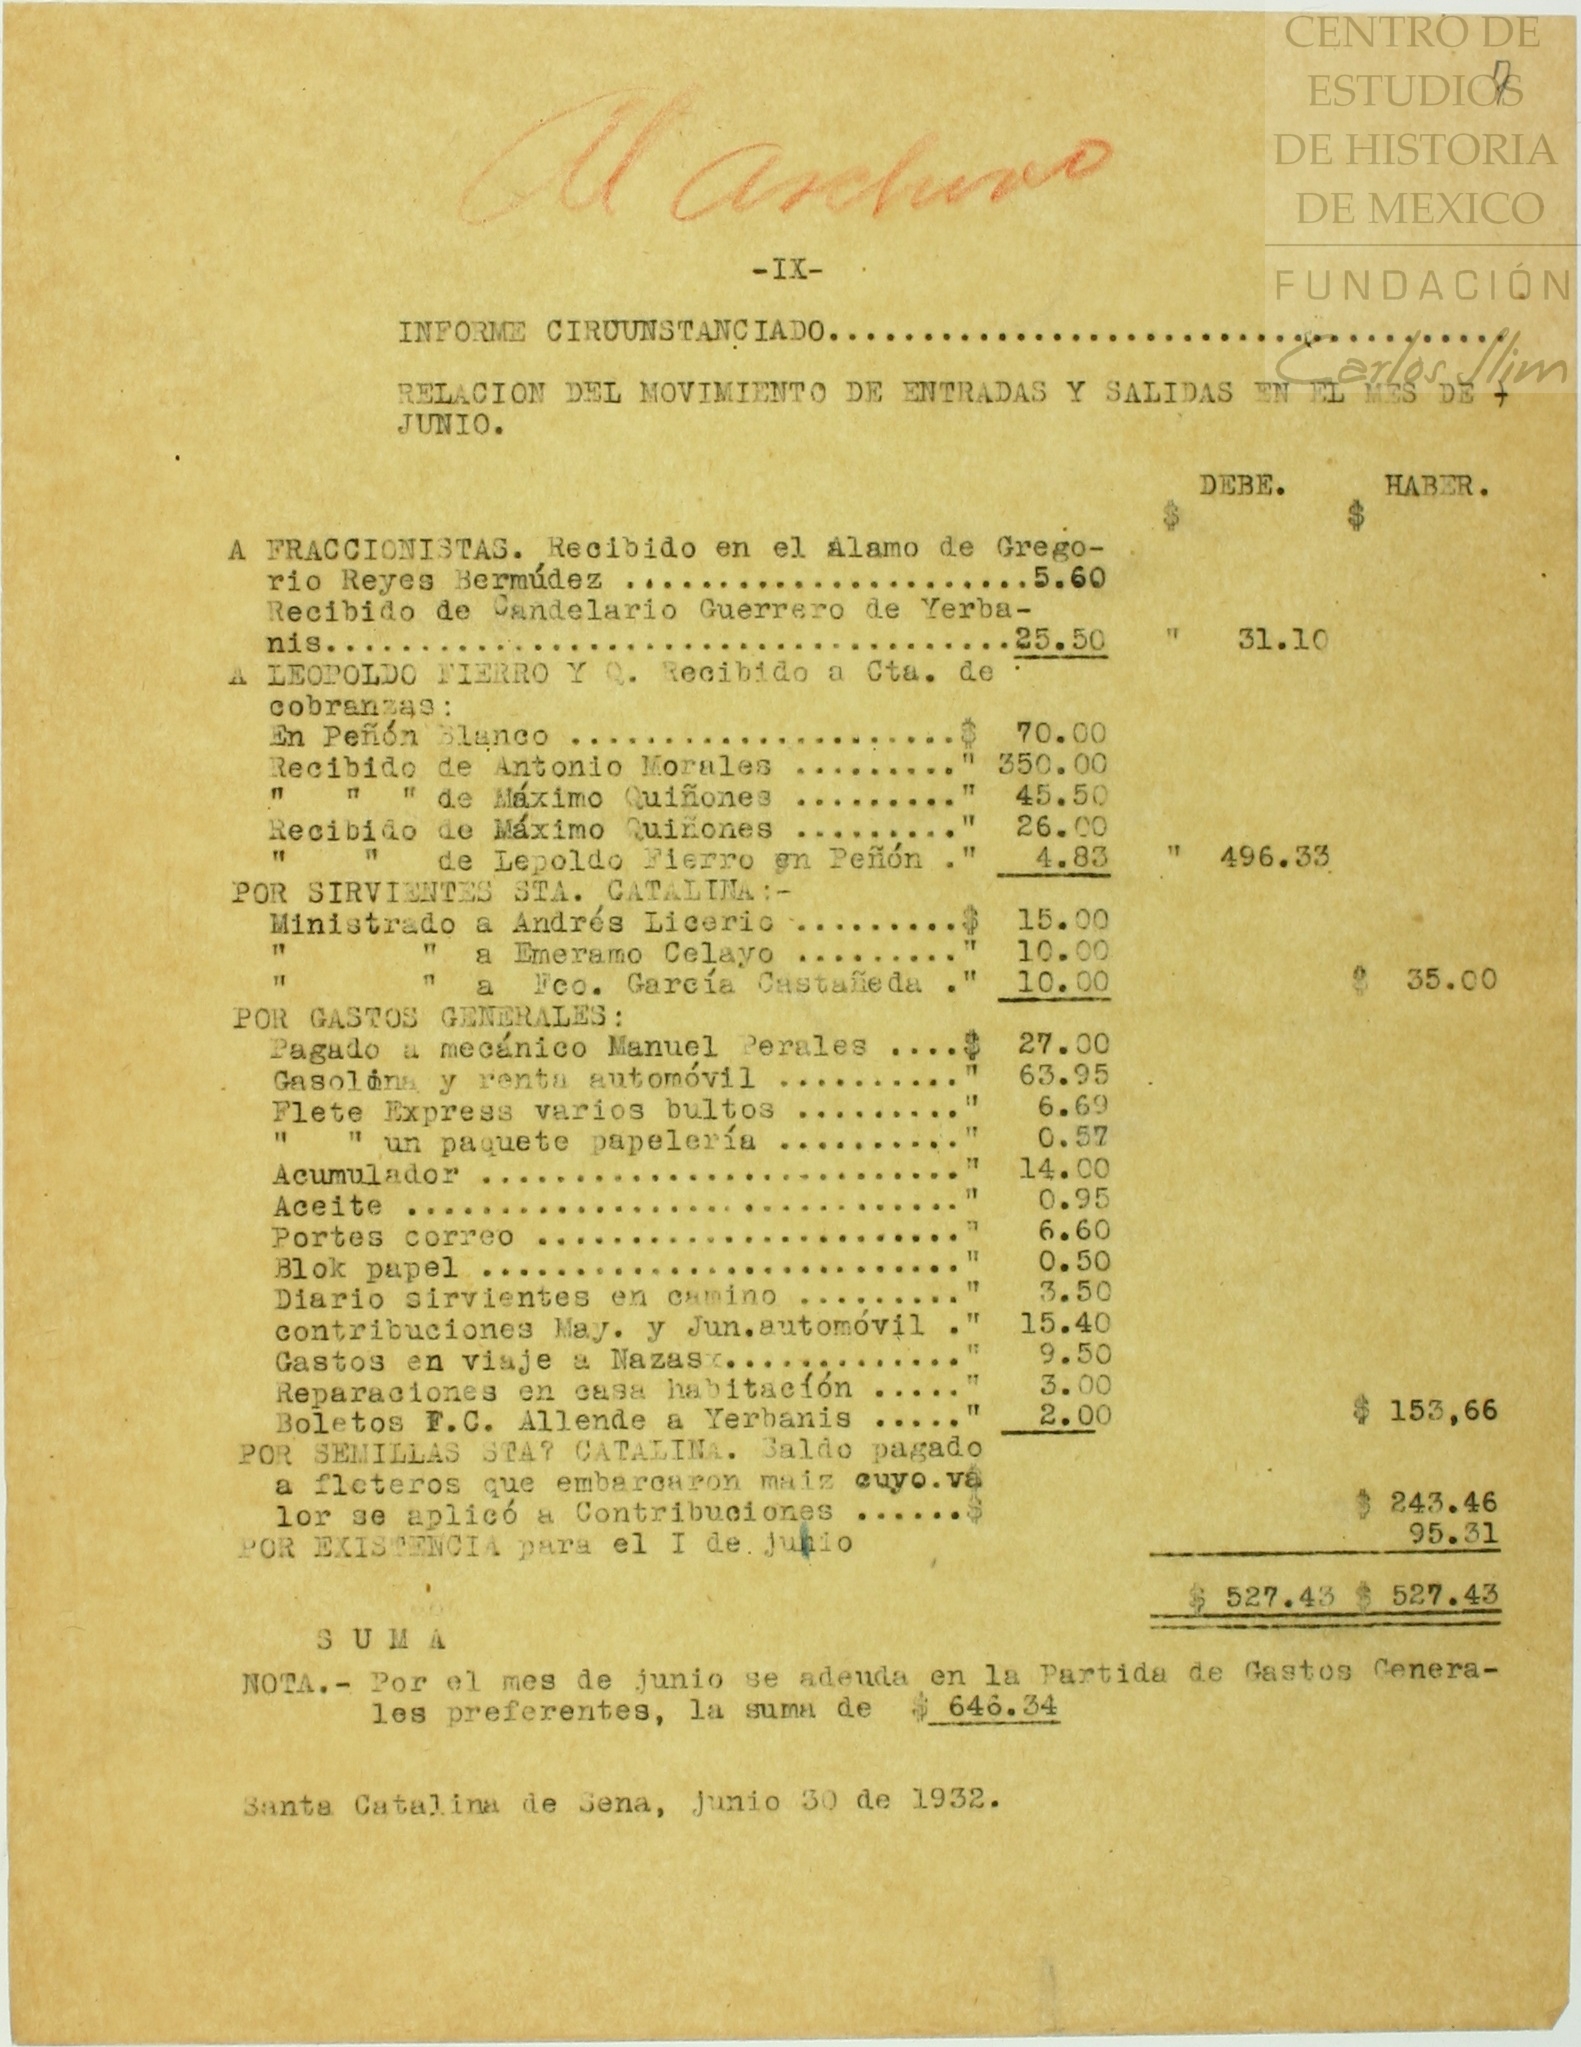 CENTRO DE
ESTUDIOS
DE HISTORIA
DE MEXICO
FUNDACIÓN
Carlos Slim
7
Al Archivo
-IX-
INFORME CIRCUNSTANCIADO.....................................
RELACION DEL MOVIMIENTO DE ENTRADAS Y SALIDAS EN EL MES DE
JUNIO.
DEBE. HABER.
$ $
A FRACCIONISTAS. Recibido en el Alamo de Grego-
rio Reyes Bermúdez ......................5.60
Recibido de Candelario Guerrero de Yerba-
nis.....................................25.50 " 31.10
A LEOPOLDO FIERRO Y Q. Recibido a Cta. de
cobranzas:
En Peñón Blanco .....................$ 70.00
Recibido de Antonio Morales ........." 350.00
" " " de Máximo Quiñones ........." 45.50
Recibido de Máximo Quiñones ........." 26.00
" " de Lepoldo Fierro en Peñón ." 4.83 " 496.33
POR SIRVIENTES STA. CATALINA:-
Ministrado a Andrés Licerio .........$ 15.00
" " a Emeramo Celayo ........." 10.00
" " a Fco. García Castañeda ." 10.00 $ 35.00
POR GASTOS GENERALES:
Pagado a mecánico Manuel Perales ....$ 27.00
Gasolina y renta automóvil .........." 63.95
Flete Express varios bultos ........." 6.69
" " un paquete papelería .........." 0.57
Acumulador .........................." 14.00
Aceite .............................." 0.95
Portes correo ......................." 6.60
Blok papel .........................." 0.50
Diario sirvientes en camino ........." 3.50
contribuciones May. y Jun.automóvil ." 15.40
Gastos en viaje a Nazas ............." 9.50
Reparaciones en casa habitación ....." 3.00
Boletos F.C. Allende a Yerbanis ....." 2.00 $ 153,66
POR SEMILLAS STA? CATALINA. Saldo pagado
a fleteros que embarcaron maiz cuyo.va
lor se aplicó a Contribuciones ......$ $ 243.46
POR EXISTENCIA para el I de junio 95.31
$ 527.43 $ 527.43
S U M A
NOTA.- Por el mes de junio se adeuda en la Partida de Gastos Genera-
les preferentes, la suma de $ 646.34
Santa Catalina de Sena, junio 30 de 1932.